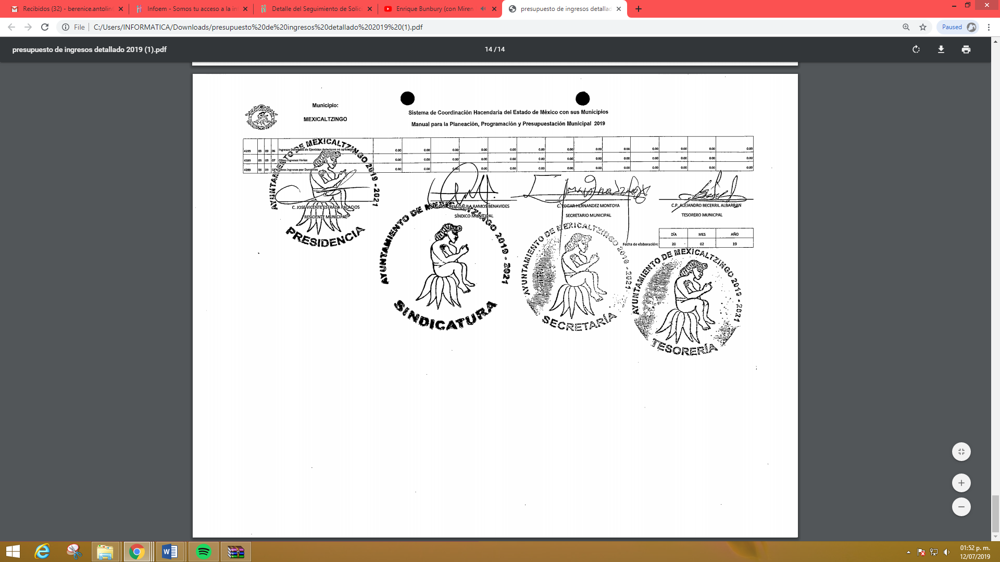 Recibidos (32) - berenice.antolin
Infoem - Somos tu acceso a la in
Detalle del Seguimiento de Solici
Enrique Bunbury (con Miren
presupuesto de ingresos detallad
File
C:/Users/INFORMATICA/Downloads/presupuesto%20de%20ingresos%20detallado%202019%20(1).pdf
Paused
presupuesto de ingresos detallado 2019 (1).pdf
14 / 14
Municipio:
MEXICALTZINGO
Sistema de Coordinación Hacendaria del Estado de México con sus Municipios
Manual para la Planeación, Programación y Presupuestación Municipal 2019
4399 09 09 06 Ingresos Derivados de Ejercicios Anteriores no aplicados 0.00 0.00 0.00 0.00 0.00 0.00 0.00 0.00 0.00 0.00 0.00 0.00 0.00
4399 09 09 07 Otros Ingresos Varios 0.00 0.00 0.00 0.00 0.00 0.00 0.00 0.00 0.00 0.00 0.00 0.00 0.00
4399 09 09 Otros Ingresos por Donativos 0.00 0.00 0.00 0.00 0.00 0.00 0.00 0.00 0.00 0.00 0.00 0.00 0.00
C. JOSE VICENTE ESTRADA PALACIOS
RESIDENTE MUNICIPAL
RAMOS BENAVIDES
SÍNDICO MUNICIPAL
C. EDGAR HERNANDEZ MONTOYA
SECRETARIO MUNICIPAL
C.P. ALEJANDRO BECERRIL ALBARRAN
TESORERO MUNICPAL
DÍA MES AÑO
Fecha de elaboración: 20 02 19
AYUNTAMIENTO DE MEXICALTZINGO 2019 - 2021
PRESIDENCIA
AYUNTAMIENTO DE MEXICALTZINGO 2019 - 2021
SINDICATURA
AYUNTAMIENTO DE MEXICALTZINGO 2019 - 2021
SECRETARÍA
AYUNTAMIENTO DE MEXICALTZINGO 2019 - 2021
TESORERÍA
01:52 p. m.
12/07/2019